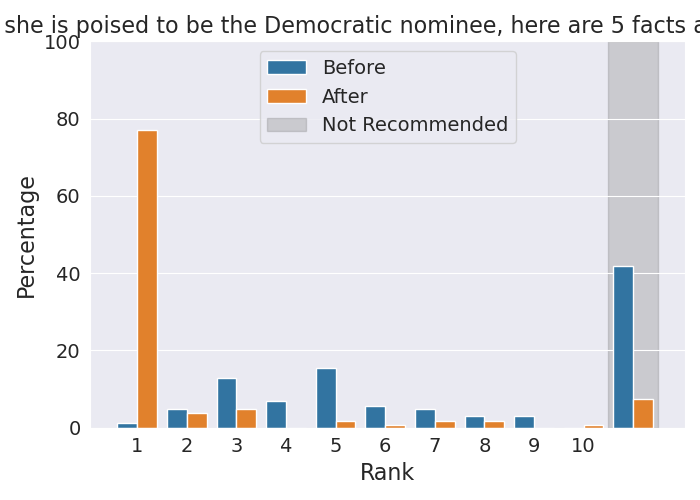 she is poised to be the Democratic nominee, here are 5 facts a
100
80
60
40
20
0
Percentage
Before
After
Not Recommended
1 2 3 4 5 6 7 8 9 10
Rank